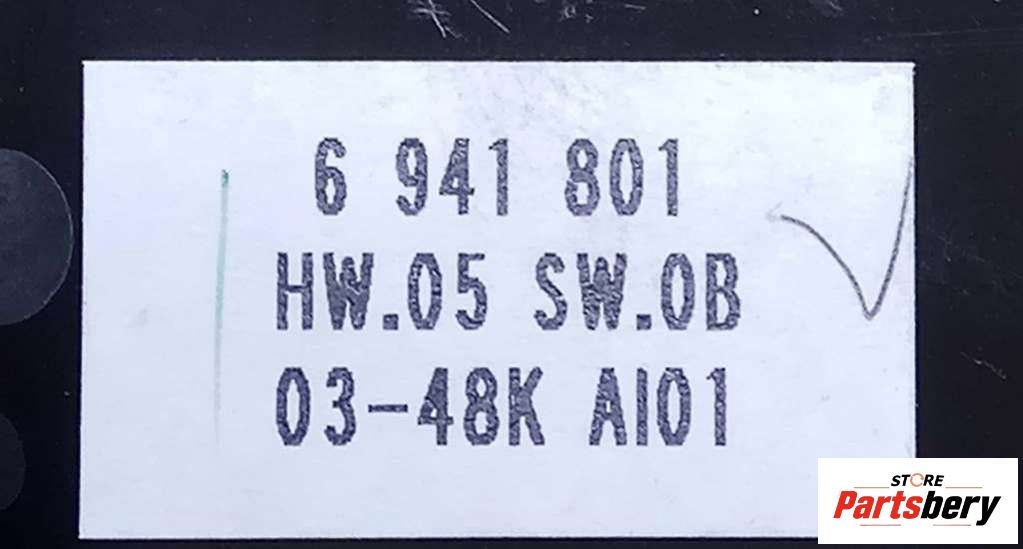 6 941 801
HW.05 SW.0B
03-48K AI01
STORE
Partsbery